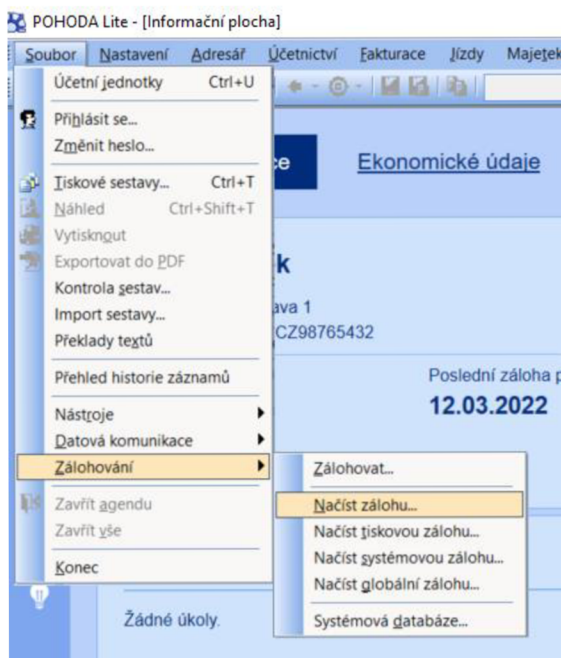 POHODA Lite - [Informační plocha]
Soubor Nastavení Adresář Účetnictví Fakturace Jízdy Majetek
Účetní jednotky Ctrl+U
Přihlásit se...
Změnit heslo...
Tiskové sestavy... Ctrl+T
Náhled Ctrl+Shift+T
Vytisknout
Exportovat do PDF
Kontrola sestav...
Import sestavy...
Překlady textů
Přehled historie záznamů
Nástroje
Datová komunikace
Zálohování
Zavřít agendu
Zavřít vše
Konec
Zálohovat...
Načíst zálohu...
Načíst tiskovou zálohu...
Načíst systémovou zálohu...
Načíst globální zálohu...
Systémová databáze...
ce Ekonomické údaje
k
ava 1
CZ98765432
Poslední záloha p
12.03.2022
Žádné úkoly.